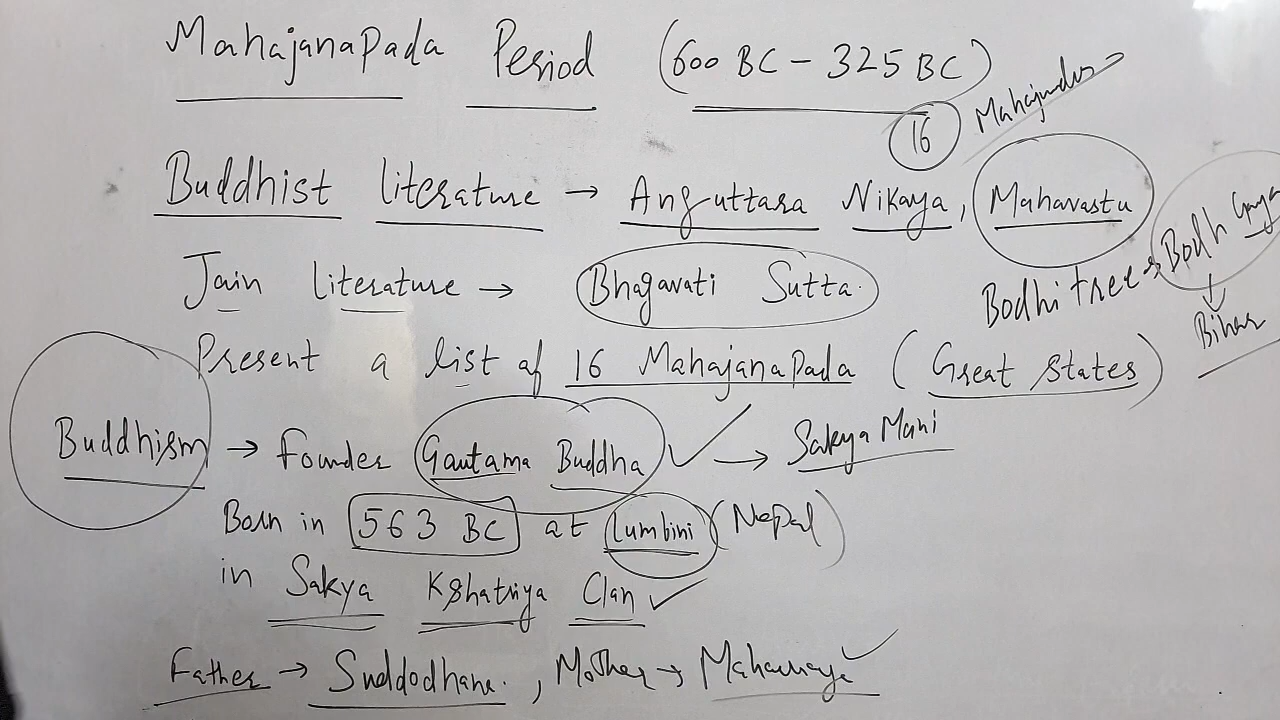 Mahajanapada Period (600 BC - 325 BC)
16
Buddhist literature → Anguttara Nikaya, Mahavastu
Jain literature → Bhagavati Sutta.
Bodhi tree → Bodh Gaya
↓
Bihar
Present a list of 16 Mahajanapada (Great States)
Buddhism → Founder Gautama Buddha ✓ → Sakya Muni
Born in 563 BC at Lumbini (Nepal)
in Sakya Kshatriya Clan ✓
Father → Suddodhana. , Mother → Mahamaya ✓